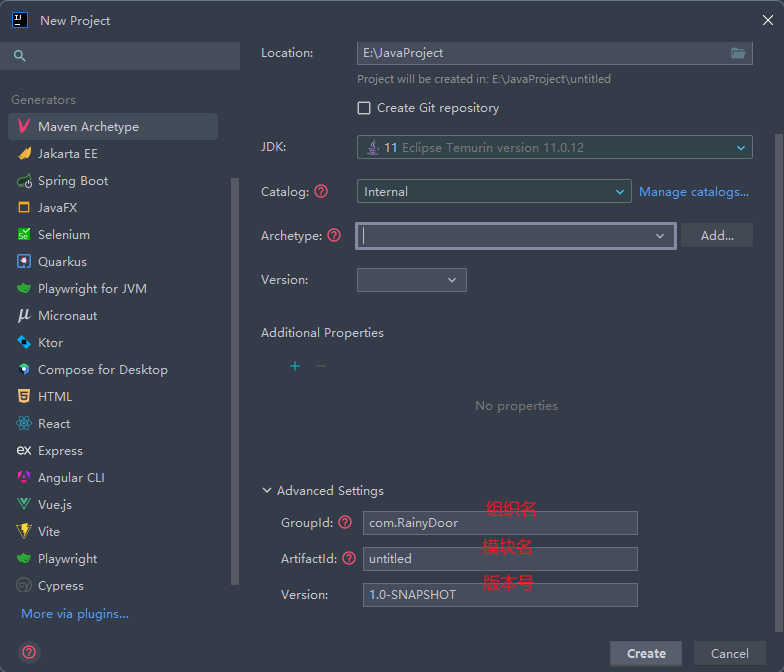 New Project
Location:
E:\JavaProject
Project will be created in: E:\JavaProject\untitled
Create Git repository
JDK:
11 Eclipse Temurin version 11.0.12
Catalog:
Internal
Manage catalogs...
Archetype:
Add...
Version:
Additional Properties
No properties
Advanced Settings
组织名
GroupId:
com.RainyDoor
模块名
ArtifactId:
untitled
版本号
Version:
1.0-SNAPSHOT
Generators
Maven Archetype
Jakarta EE
Spring Boot
JavaFX
Selenium
Quarkus
Playwright for JVM
Micronaut
Ktor
Compose for Desktop
HTML
React
Express
Angular CLI
Vue.js
Vite
Playwright
Cypress
More via plugins...
Create
Cancel